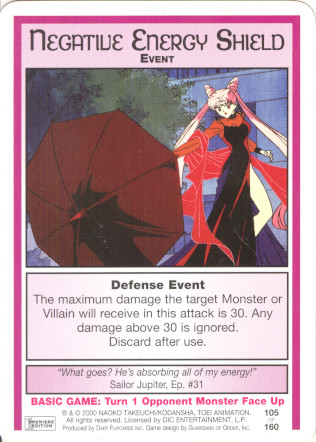 Negative Energy Shield
Event
Defense Event
The maximum damage the target Monster or
Villain will receive in this attack is 30. Any
damage above 30 is ignored.
Discard after use.
"What goes? He's absorbing all of my energy!"
Sailor Jupiter, Ep. #31
BASIC GAME: Turn 1 Opponent Monster Face Up
PREMIERE
EDITION
® & © 2000 NAOKO TAKEUCHI/KODANSHA, TOEI ANIMATION.
All rights reserved. Licensed by DIC ENTERTAINMENT, L.P.
Produced by Dart Flipcards Inc. Game design by Guardians of Order, Inc.
105
OF
160